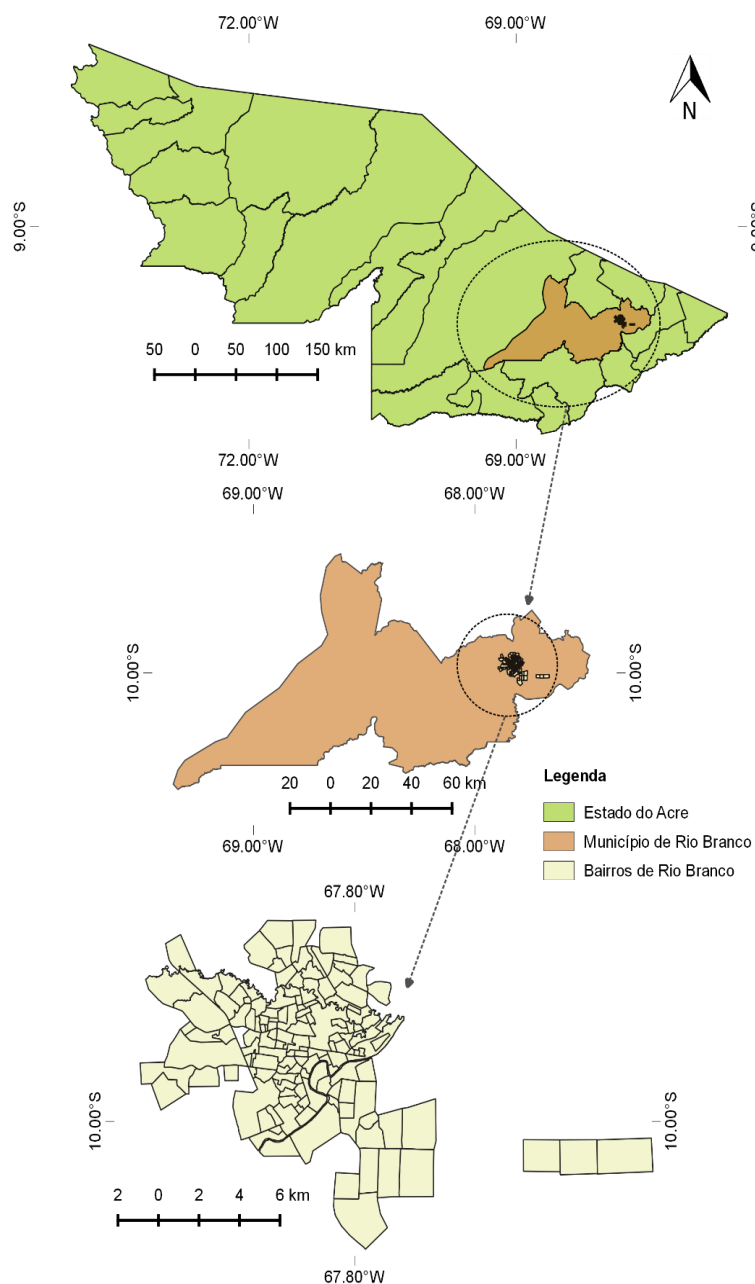 72.00°W 69.00°W
N
9.00°S
50 0 50 100 150 km
72.00°W 69.00°W
69.00°W 68.00°W
10.00°S 10.00°S
20 0 20 40 60 km
Legenda
Estado do Acre
Município de Rio Branco
Bairros de Rio Branco
69.00°W 68.00°W
67.80°W
10.00°S 10.00°S
2 0 2 4 6 km
67.80°W